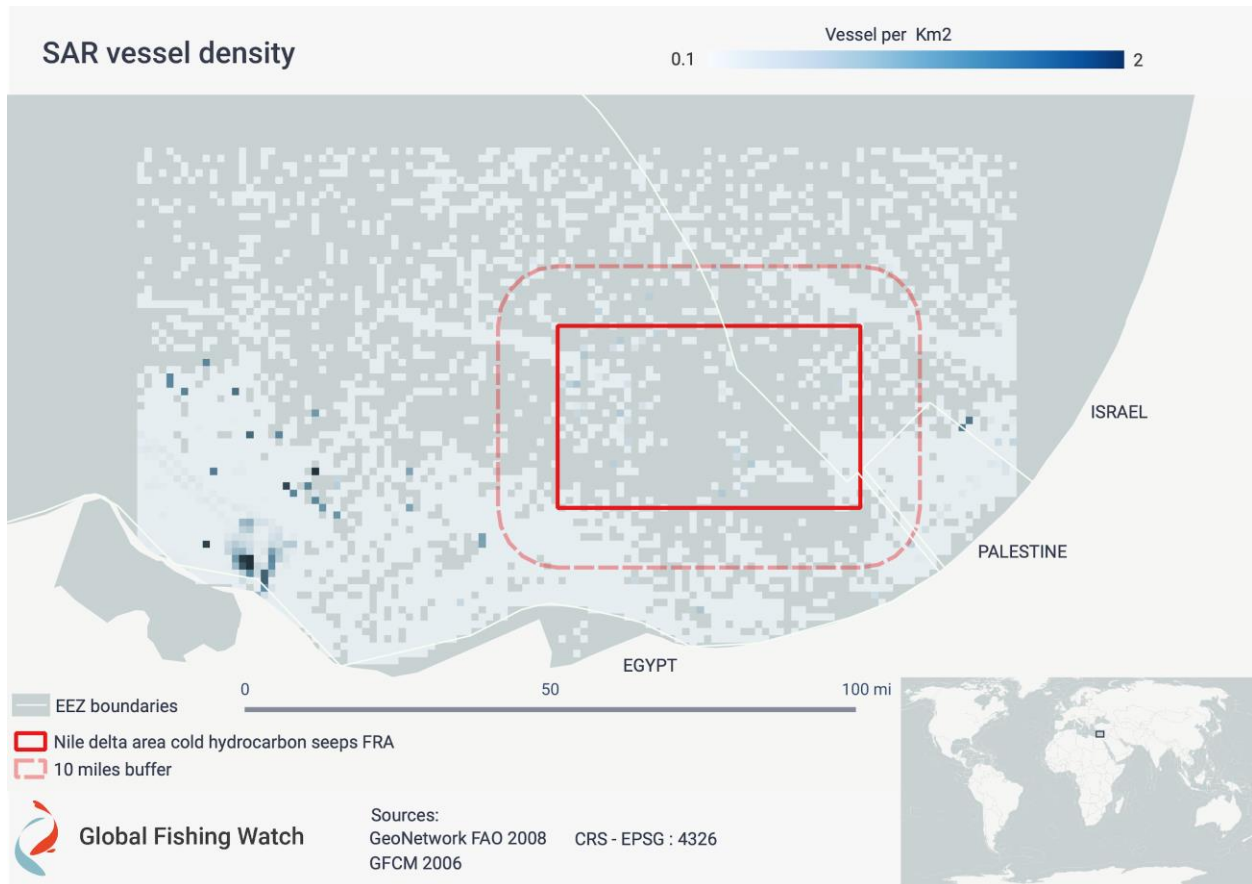 SAR vessel density
Vessel per Km2
0.1
2
ISRAEL
PALESTINE
EGYPT
0
50
100 mi
EEZ boundaries
Nile delta area cold hydrocarbon seeps FRA
10 miles buffer
Global Fishing Watch
Sources:
GeoNetwork FAO 2008
GFCM 2006
CRS - EPSG : 4326